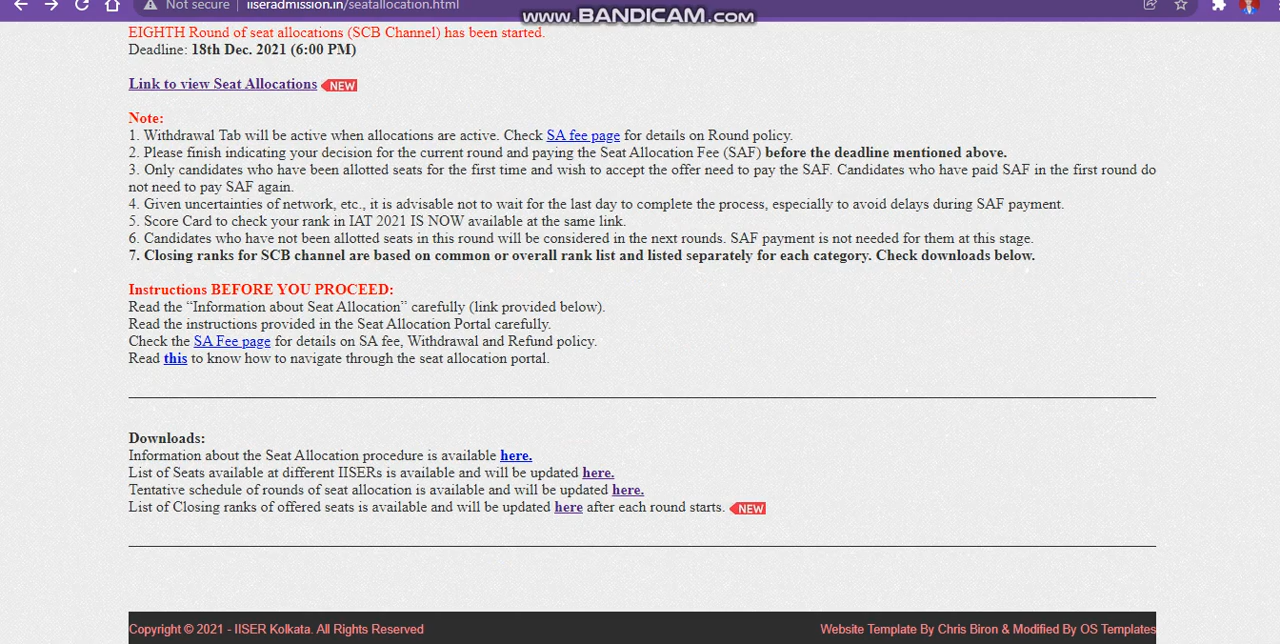 Not secure | iiseradmission.in/seatallocation.html
www.BANDICAM.com
EIGHTH Round of seat allocations (SCB Channel) has been started.
Deadline: 18th Dec. 2021 (6:00 PM)
Link to view Seat Allocations NEW
Note:
1. Withdrawal Tab will be active when allocations are active. Check SA fee page for details on Round policy.
2. Please finish indicating your decision for the current round and paying the Seat Allocation Fee (SAF) before the deadline mentioned above.
3. Only candidates who have been allotted seats for the first time and wish to accept the offer need to pay the SAF. Candidates who have paid SAF in the first round do
not need to pay SAF again.
4. Given uncertainties of network, etc., it is advisable not to wait for the last day to complete the process, especially to avoid delays during SAF payment.
5. Score Card to check your rank in IAT 2021 IS NOW available at the same link.
6. Candidates who have not been allotted seats in this round will be considered in the next rounds. SAF payment is not needed for them at this stage.
7. Closing ranks for SCB channel are based on common or overall rank list and listed separately for each category. Check downloads below.
Instructions BEFORE YOU PROCEED:
Read the “Information about Seat Allocation” carefully (link provided below).
Read the instructions provided in the Seat Allocation Portal carefully.
Check the SA Fee page for details on SA fee, Withdrawal and Refund policy.
Read this to know how to navigate through the seat allocation portal.
Downloads:
Information about the Seat Allocation procedure is available here.
List of Seats available at different IISERs is available and will be updated here.
Tentative schedule of rounds of seat allocation is available and will be updated here.
List of Closing ranks of offered seats is available and will be updated here after each round starts. NEW
Copyright © 2021 - IISER Kolkata. All Rights Reserved
Website Template By Chris Biron & Modified By OS Templates